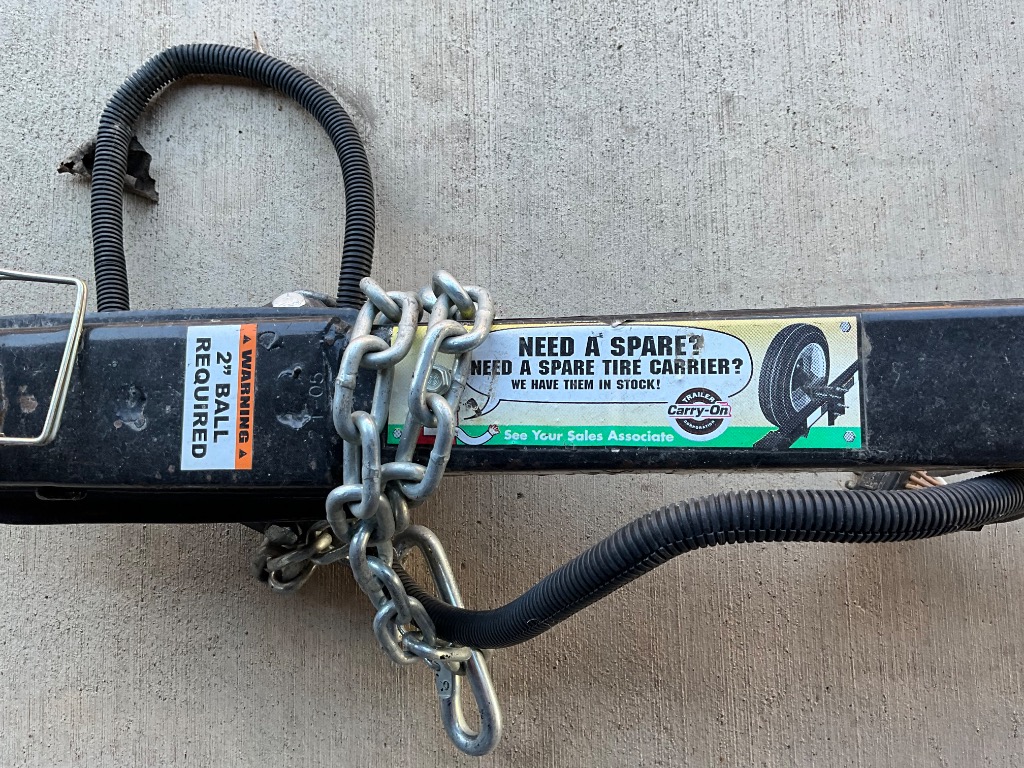 WARNING
2" BALL
REQUIRED
NEED A SPARE?
NEED A SPARE TIRE CARRIER?
WE HAVE THEM IN STOCK!
TRAILER
Carry-On
CORPORATION
See Your Sales Associate